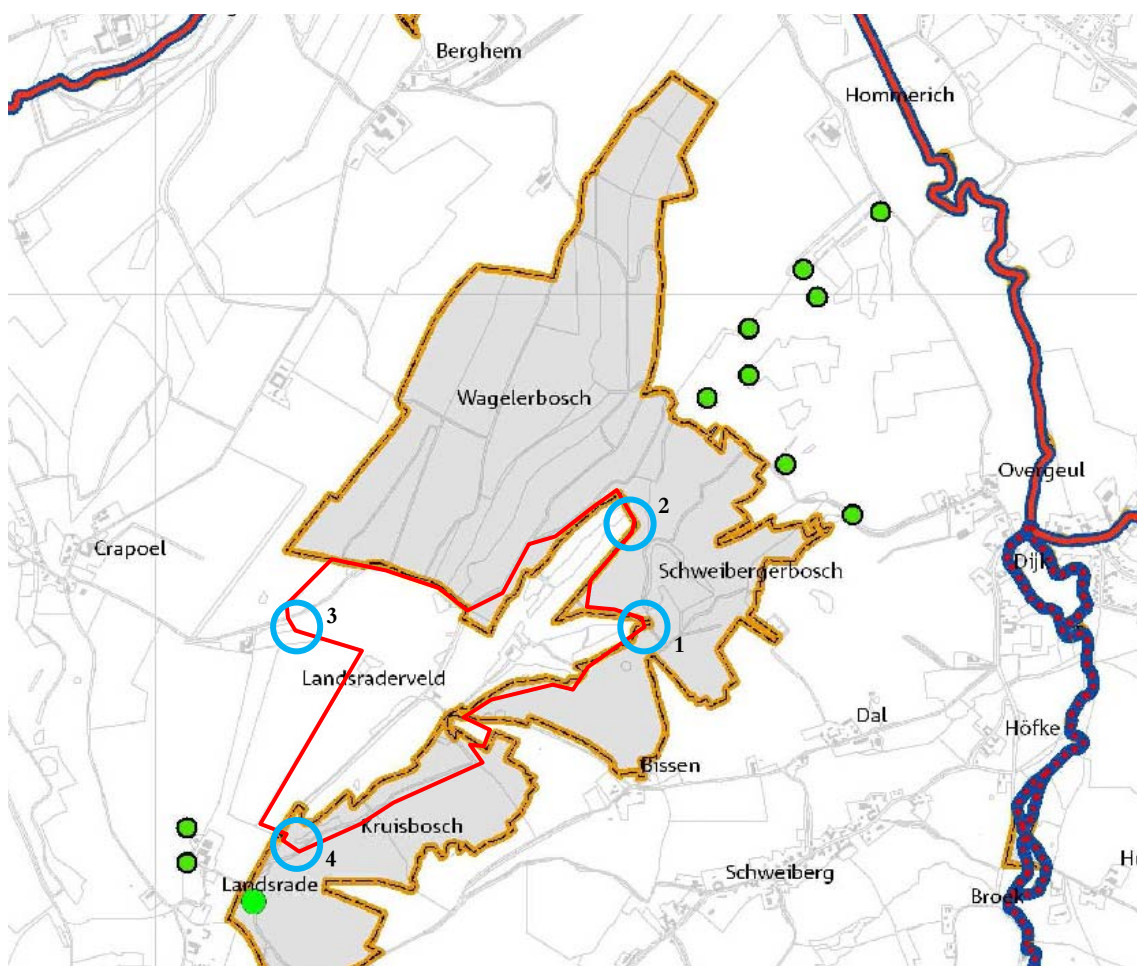 Berghem
Hommerich
Wagelerbosch
Overgeul
2
Crapoel
Schweibergerbosch
Dijk
3
1
Landsraderveld
Dal
Höfke
Bissen
Kruisbosch
4
Schweiberg
Landsrade
Broek